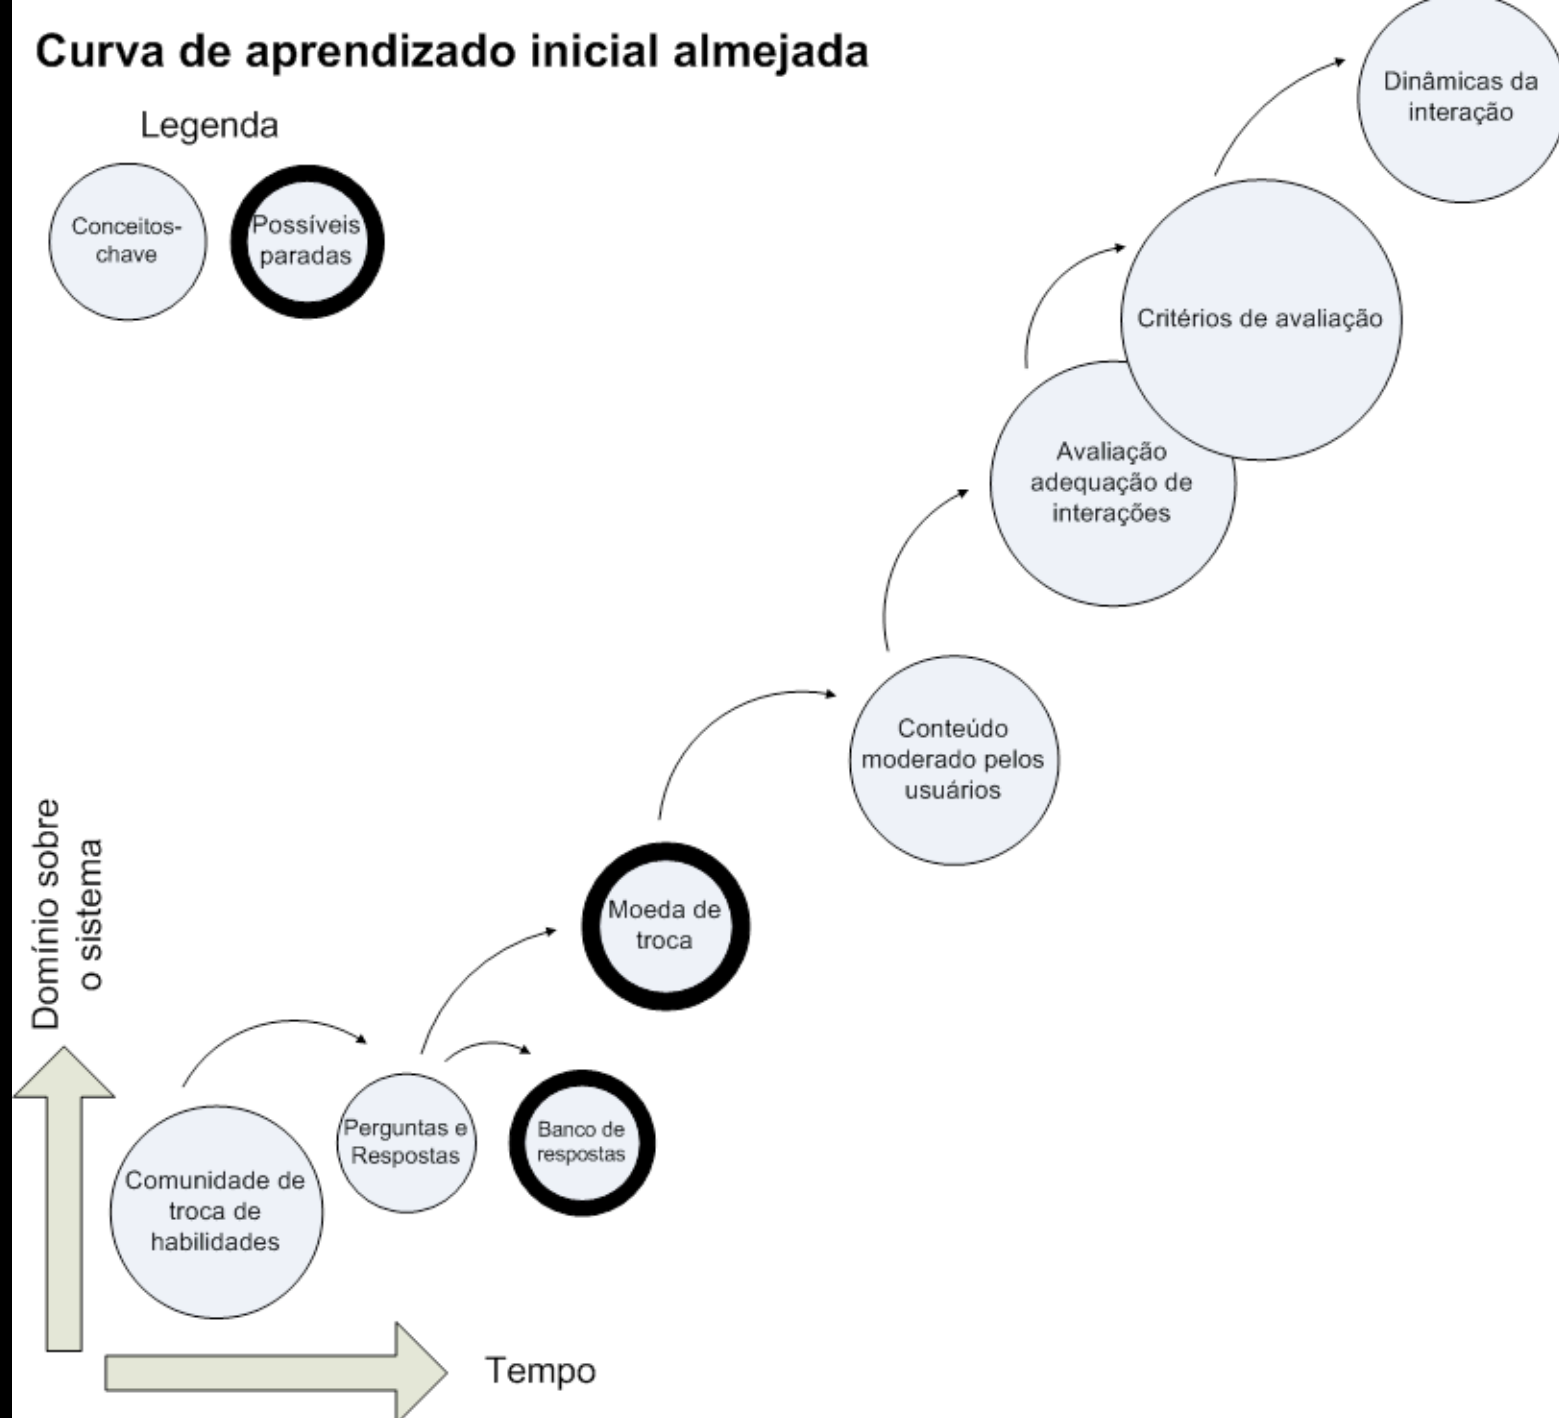 Curva de aprendizado inicial almejada
Legenda
Conceitos-
chave
Possíveis
paradas
Dinâmicas da
interação
Critérios de avaliação
Avaliação
adequação de
interações
Conteúdo
moderado pelos
usuários
Moeda de
troca
Perguntas e
Respostas
Banco de
respostas
Comunidade de
troca de
habilidades
Domínio sobre
o sistema
Tempo